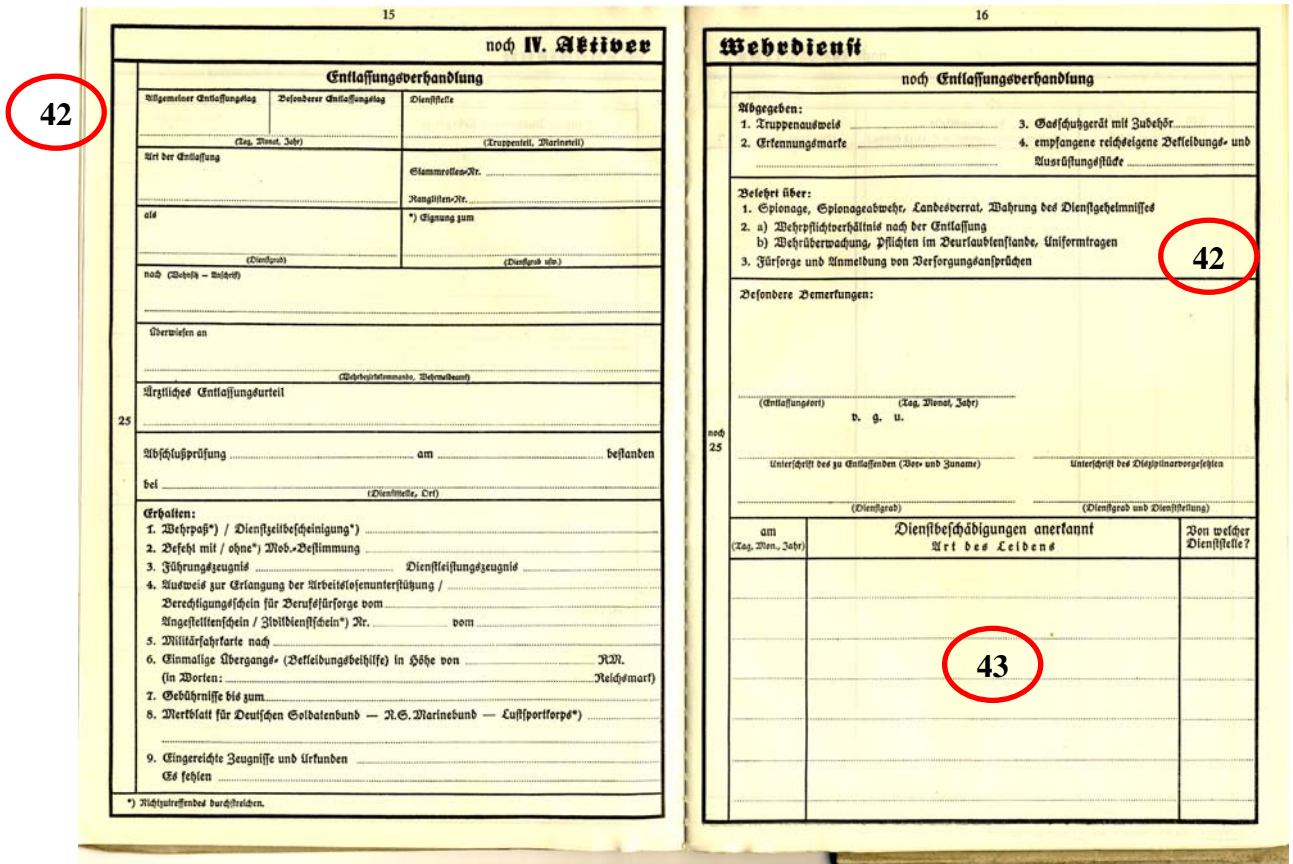 15
noch IV. Aktiver
42
Entlassungsverhandlung
Allgemeiner Entlassungstag
Besonderer Entlassungstag
Dienststelle
(Tag, Monat, Jahr)
(Truppenteil, Marineteil)
Art der Entlassung
Stammrollen-Nr.
Ranglisten-Nr.
als
*) Eignung zum
(Dienstgrad)
(Dienstgrad usw.)
nach (Wehrsitz – Anschrift)
Überwiesen an
(Wehrbezirkskommando, Wehrmeldeamt)
Ärztliches Entlassungsurteil
25
Abschlußprüfung am bestanden
bei
(Dienststelle, Ort)
Erhalten:
1. Wehrpaß*) / Dienstzeitbescheinigung*)
2. Befehl mit / ohne*) Mob.-Bestimmung
3. Führungszeugnis Dienstleistungszeugnis
4. Ausweis zur Erlangung der Arbeitslosenunterstützung /
Berechtigungsschein für Berufsfürsorge vom
Angestelltenschein / Zivildienstschein*) Nr. vom
5. Militärfahrkarte nach
6. Einmalige Übergangs- (Bekleidungsbeihilfe) in Höhe von RM.
(in Worten: Reichsmark)
7. Gebührnisse bis zum
8. Merkblatt für Deutschen Soldatenbund — N.S. Marinebund — Luftsportkorps*)
9. Eingereichte Zeugnisse und Urkunden
Es fehlen
*) Nichtzutreffendes durchstreichen.
16
Wehrdienst
noch Entlassungsverhandlung
Abgegeben:
1. Truppenausweis
2. Erkennungsmarke
3. Gasschutzgerät mit Zubehör
4. empfangene reichseigene Bekleidungs- und
Ausrüstungsstücke
Belehrt über:
1. Spionage, Spionageabwehr, Landesverrat, Wahrung des Dienstgeheimnisses
2. a) Wehrpflichtverhältnis nach der Entlassung
b) Wehrüberwachung, Pflichten im Beurlaubtenstande, Uniformtragen
3. Fürsorge und Anmeldung von Versorgungsansprüchen
42
Besondere Bemerkungen:
(Entlassungsort) (Tag, Monat, Jahr)
v. g. u.
noch
25
Unterschrift des zu Entlassenden (Vor- und Zuname)
Unterschrift des Disziplinarvorgesetzten
(Dienstgrad)
(Dienstgrad und Dienststellung)
am
(Tag, Mon., Jahr)
Dienstbeschädigungen anerkannt
Art des Leidens
Von welcher
Dienststelle?
43